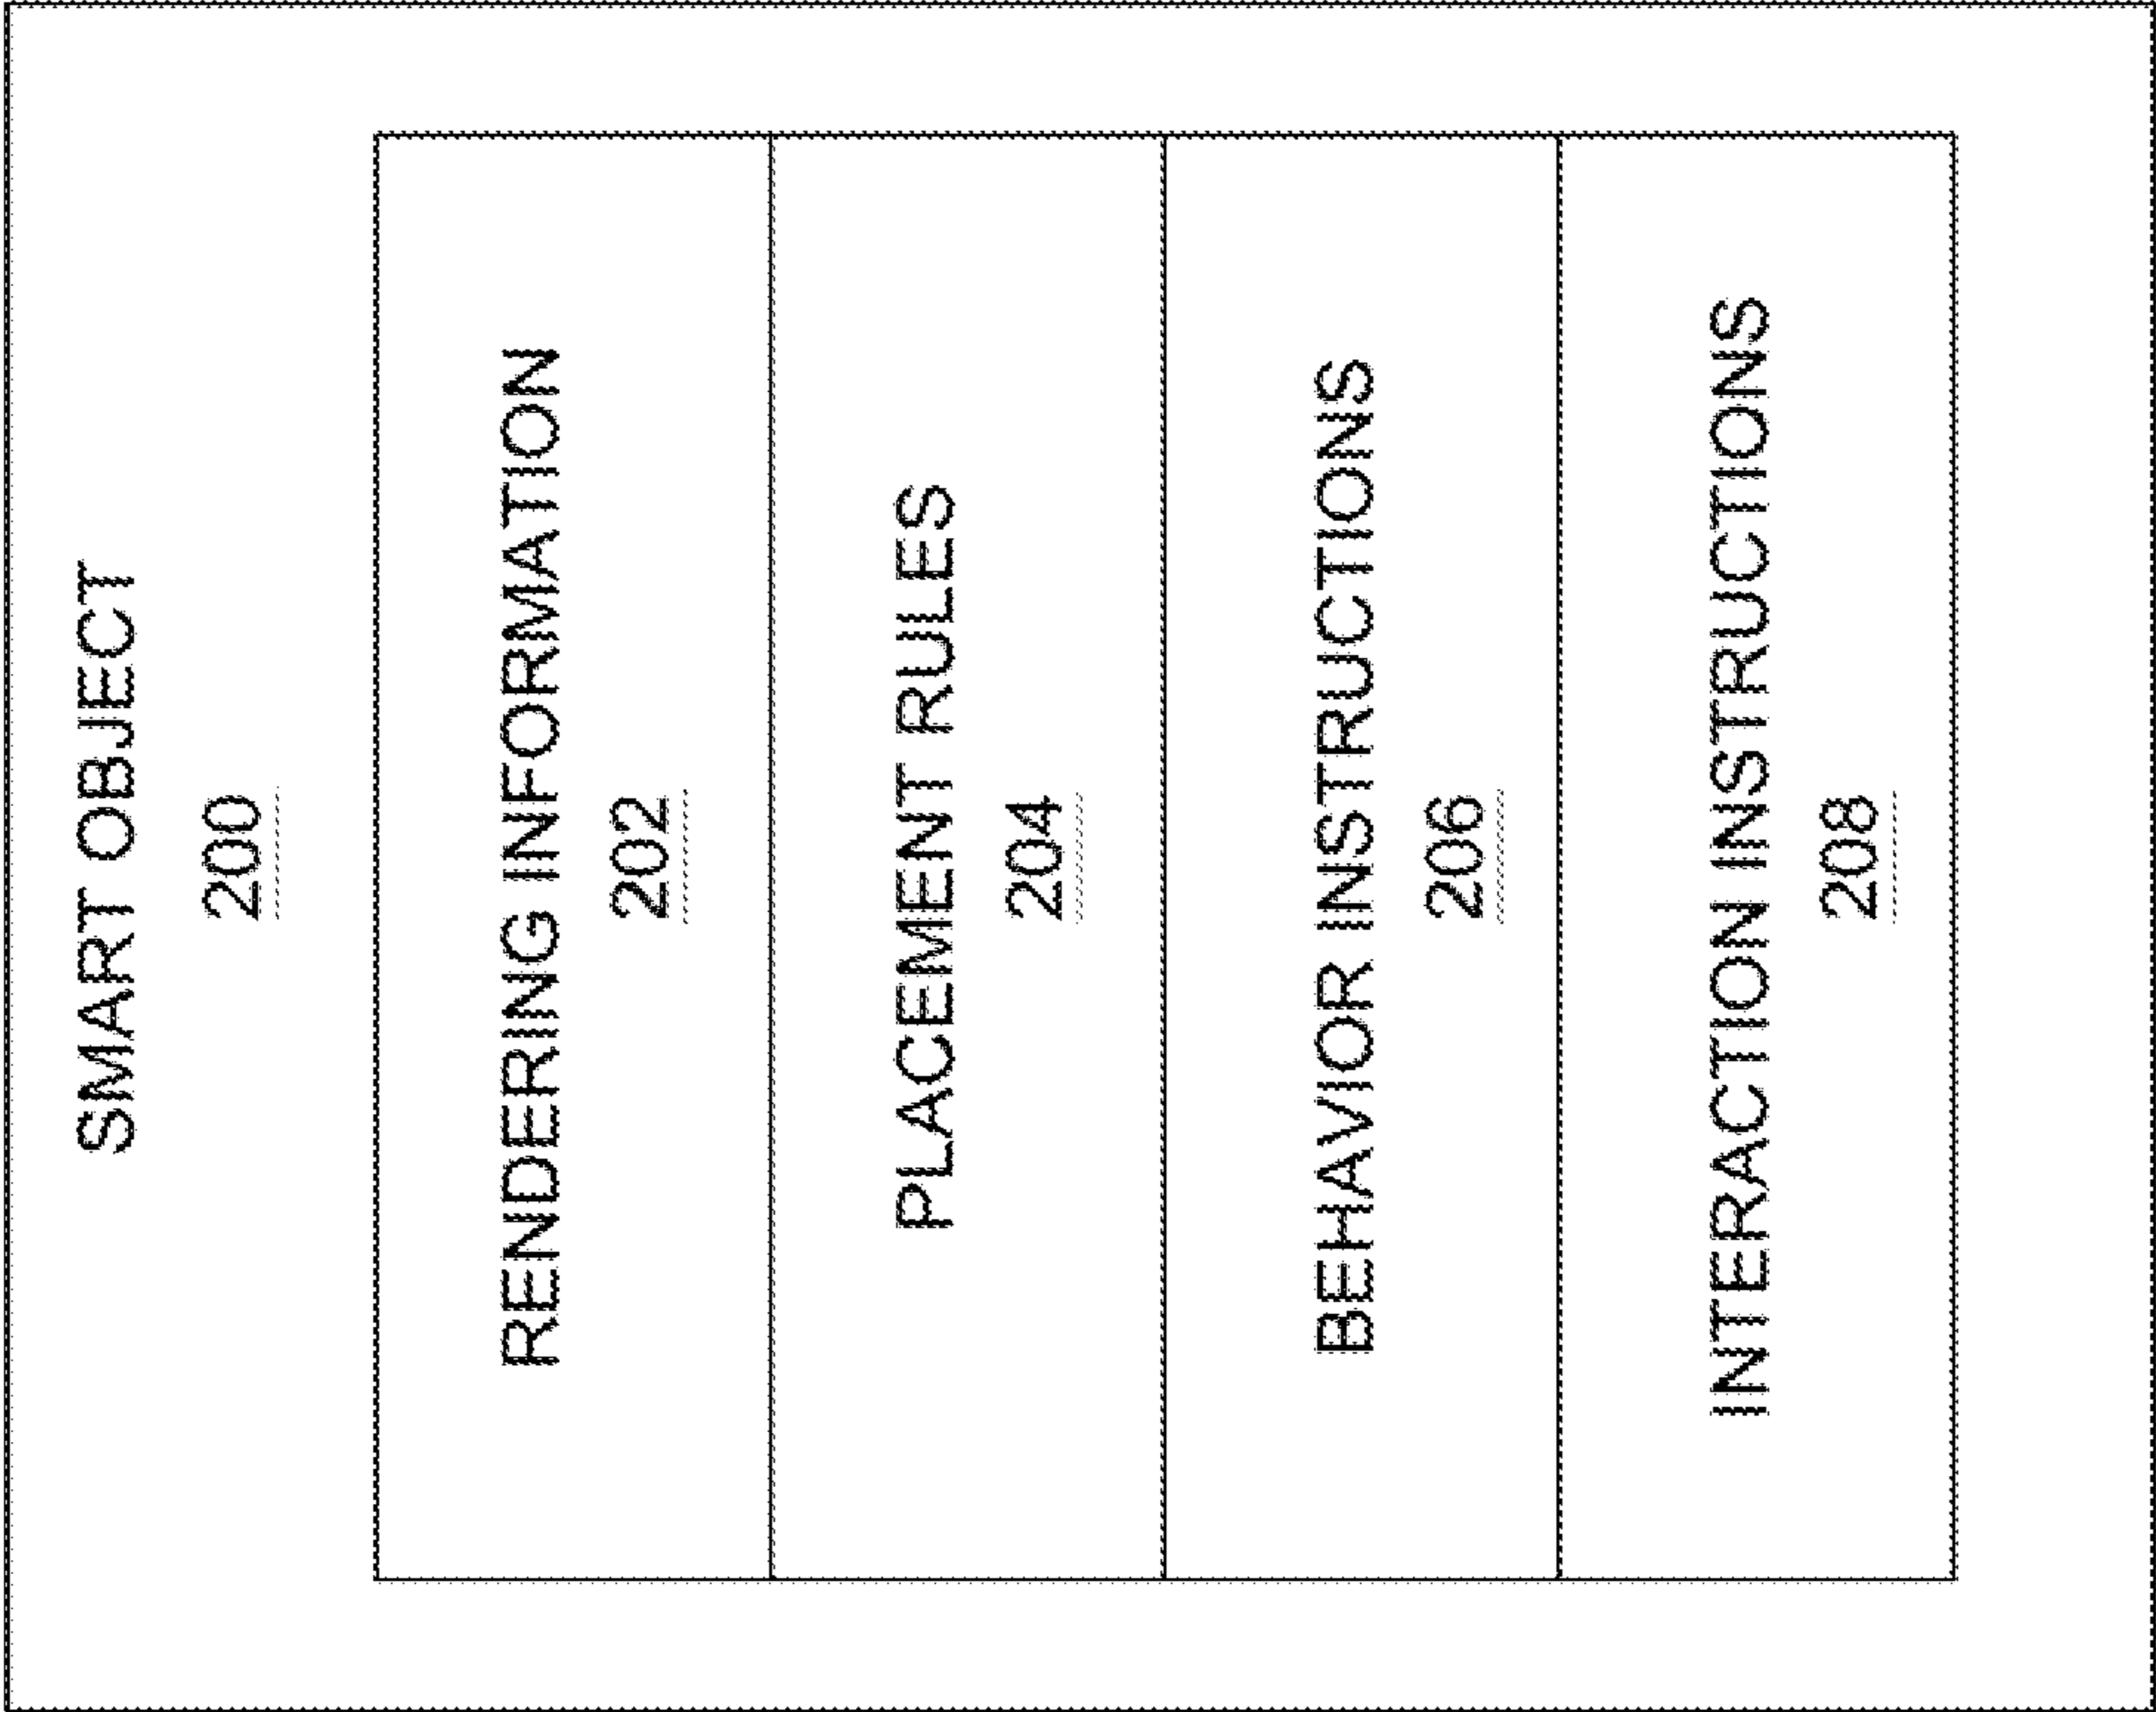 SMART OBJECT
200
RENDERING INFORMATION
202
PLACEMENT RULES
204
BEHAVIOR INSTRUCTIONS
206
INTERACTION INSTRUCTIONS
208